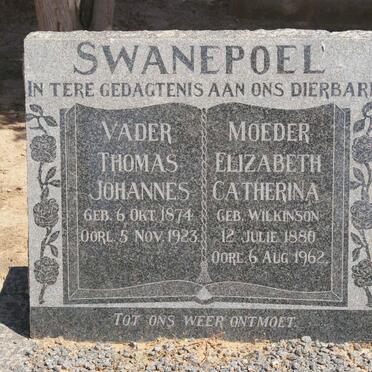 SWANEPOEL
IN TERE GEDAGTENIS AAN ONS DIERBARE
VADER
THOMAS
JOHANNES
GEB. 6 OKT. 1874
OORL. 5 NOV. 1923.
MOEDER
ELIZABETH
CATHERINA
GEB. WILKINSON
12 JULIE 1880
OORL. 6 AUG 1962.
TOT ONS WEER ONTMOET.